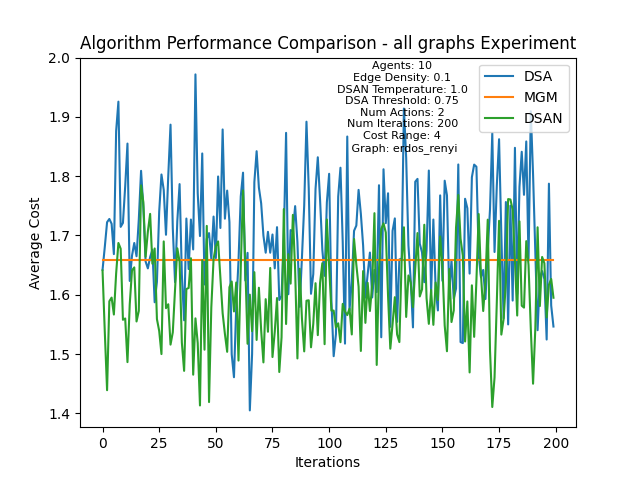 Algorithm Performance Comparison - all graphs Experiment
Agents: 10
Edge Density: 0.1
DSAN Temperature: 1.0
DSA Threshold: 0.75
Num Actions: 2
Num Iterations: 200
Cost Range: 4
Graph: erdos_renyi
DSA
MGM
DSAN
Average Cost
2.0
1.9
1.8
1.7
1.6
1.5
1.4
0 25 50 75 100 125 150 175 200
Iterations